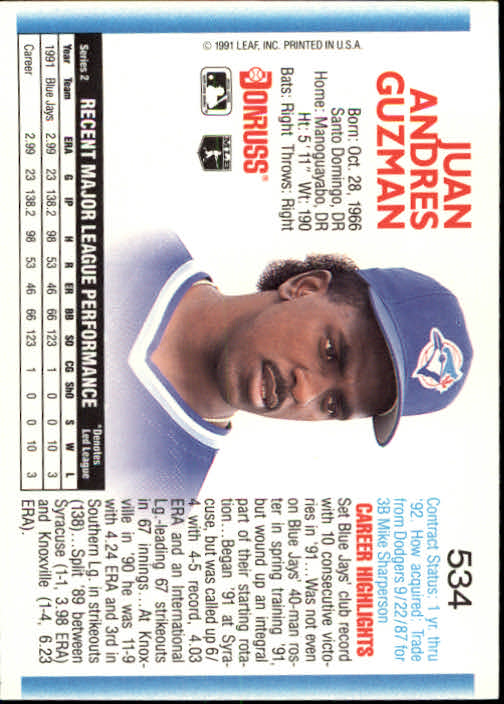 534
JUAN
ANDRES
GUZMAN
Born: Oct. 28, 1966
Santo Domingo, DR
Home: Manoguayabo, DR
Ht: 5' 11" Wt: 190
Bats: Right Throws: Right
DONRUSS®
MLB
© 1991 LEAF, INC. PRINTED IN U.S.A.
Contract Status: 1 yr. thru
'92. How acquired: Trade
from Dodgers 9/22/87 for
3B Mike Sharperson
CAREER HIGHLIGHTS
Set Blue Jays' club record
with 10 consecutive victo-
ries in '91...Was not even
on Blue Jays' 40-man ros-
ter in spring training '91,
but wound up an integral
part of their starting rota-
tion...Began '91 at Syra-
cuse, but was called up 6/
4 with 4-5 record, 4.03
ERA and an International
Lg.-leading 67 strikeouts
in 67 innings...At Knox-
ville in '90 he was 11-9
with 4.24 ERA and 3rd in
Southern Lg. in strikeouts
(138)...Split '89 between
Syracuse (1-1, 3.98 ERA)
and Knoxville (1-4, 6.23
ERA).
Series 2 RECENT MAJOR LEAGUE PERFORMANCE *Denotes Led League
Year Team ERA G IP H R ER BB SO CG ShO S W L
1991 Blue Jays 2.99 23 138.2 98 53 46 66 123 1 0 0 10 3
Career 2.99 23 138.2 98 53 46 66 123 1 0 0 10 3